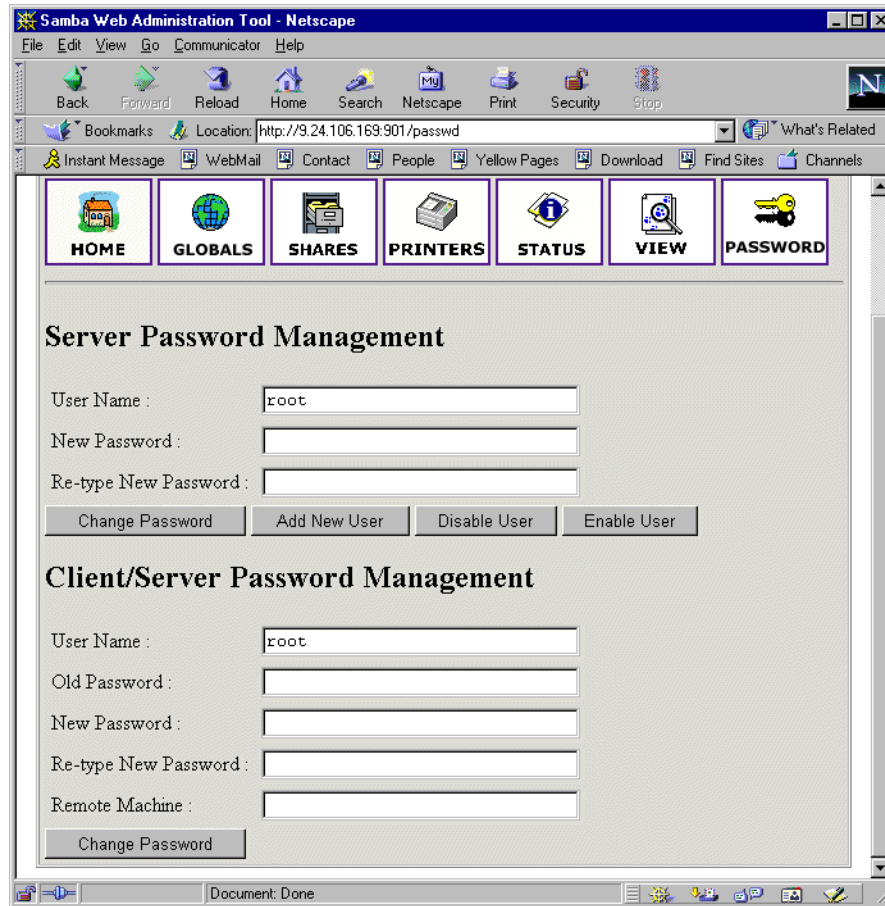 Samba Web Administration Tool - Netscape
File Edit View Go Communicator Help
Back Forward Reload Home Search Netscape Print Security Stop
My
N
Bookmarks Location: http://9.24.106.169:901/passwd What's Related
Instant Message WebMail Contact People Yellow Pages Download Find Sites Channels
HOME GLOBALS SHARES PRINTERS STATUS VIEW PASSWORD
Server Password Management
User Name : root
New Password :
Re-type New Password :
Change Password Add New User Disable User Enable User
Client/Server Password Management
User Name : root
Old Password :
New Password :
Re-type New Password :
Remote Machine :
Change Password
Document: Done